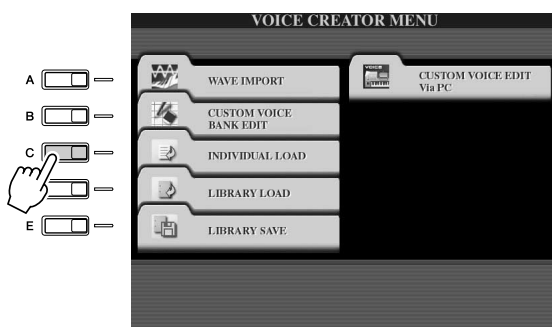 VOICE CREATOR MENU
A
WAVE IMPORT
CUSTOM VOICE EDIT
Via PC
B
CUSTOM VOICE
BANK EDIT
C
INDIVIDUAL LOAD
LIBRARY LOAD
E
LIBRARY SAVE